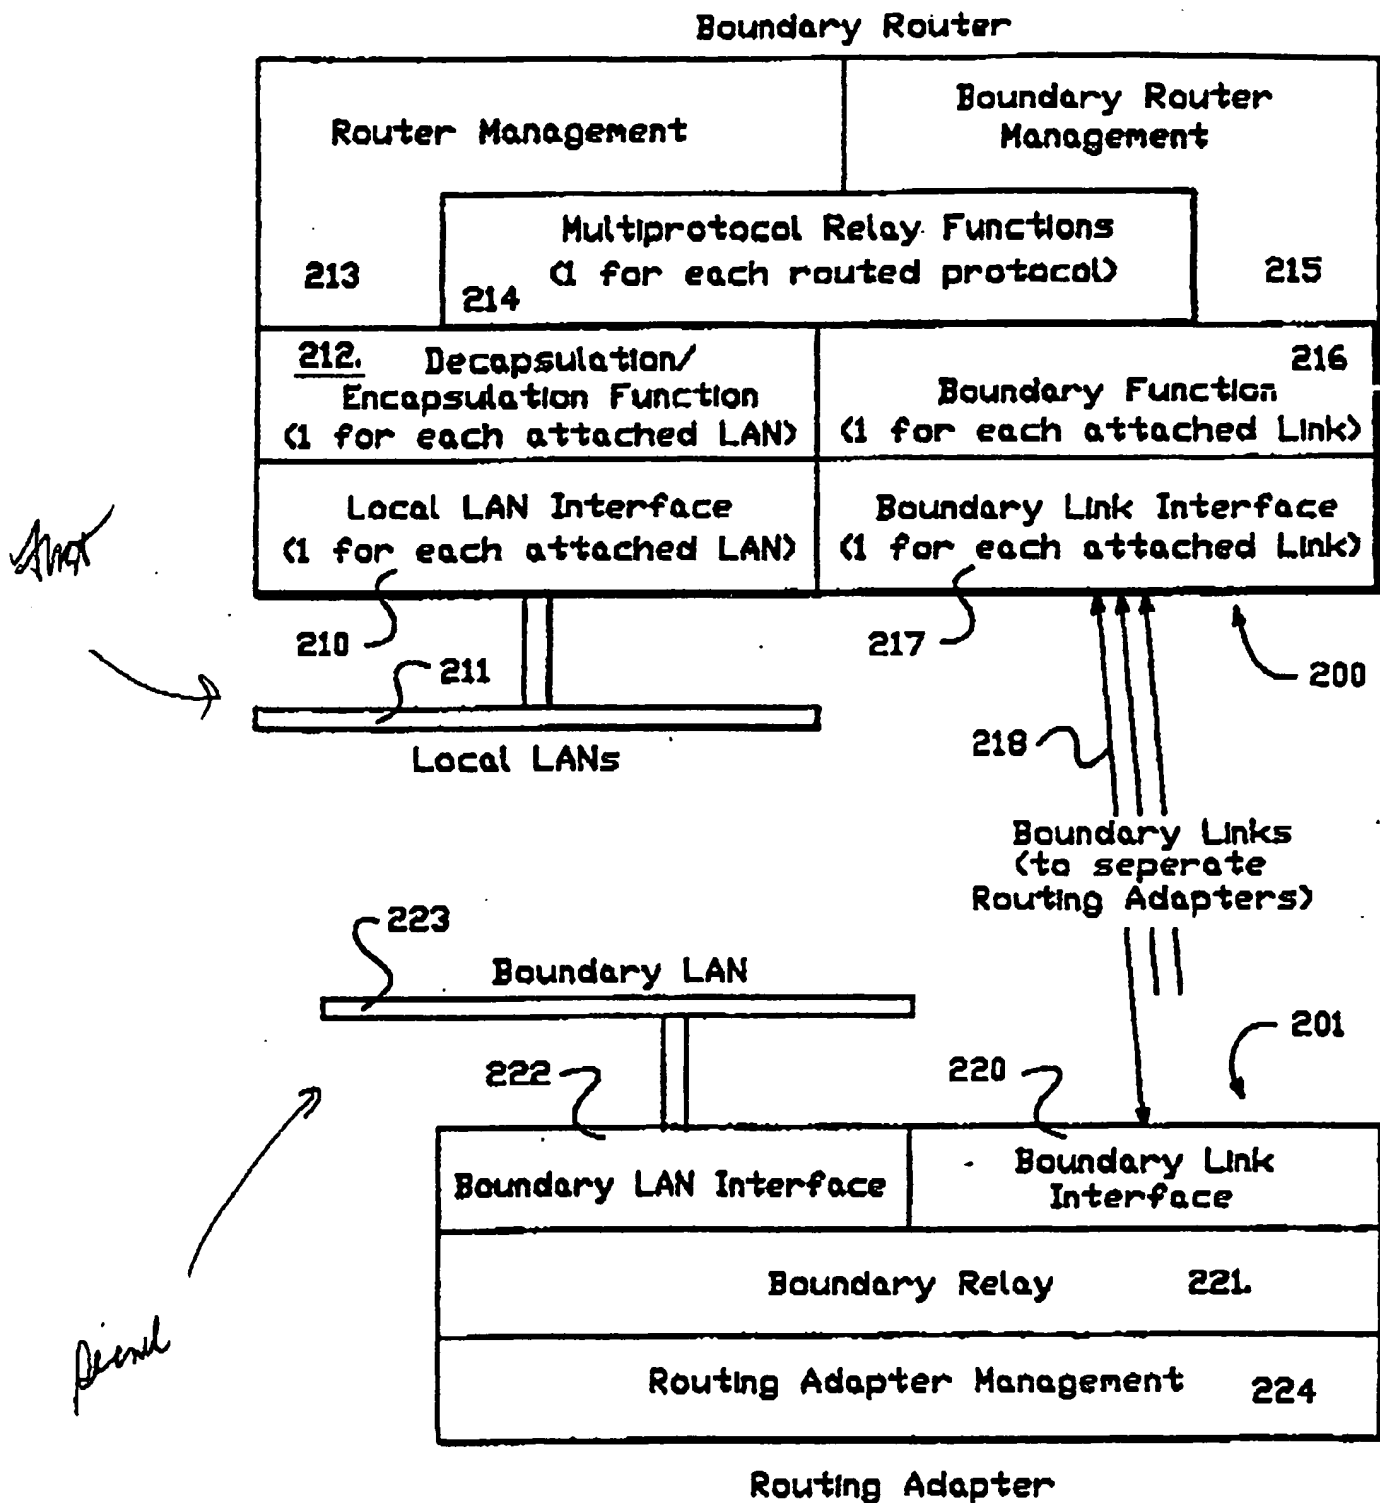 Boundary Router
Router Management
Boundary Router
Management
Multiprotocol Relay Functions
(1 for each routed protocol)
213
214
215
212. Decapsulation/
Encapsulation Function
(1 for each attached LAN)
216
Boundary Function
(1 for each attached Link)
Local LAN Interface
(1 for each attached LAN)
Boundary Link Interface
(1 for each attached Link)
210
217
211
200
Local LANs
218
Boundary Links
(to seperate
Routing Adapters)
223
Boundary LAN
201
222
220
Boundary LAN Interface
Boundary Link
Interface
Boundary Relay 221.
Routing Adapter Management 224
Routing Adapter